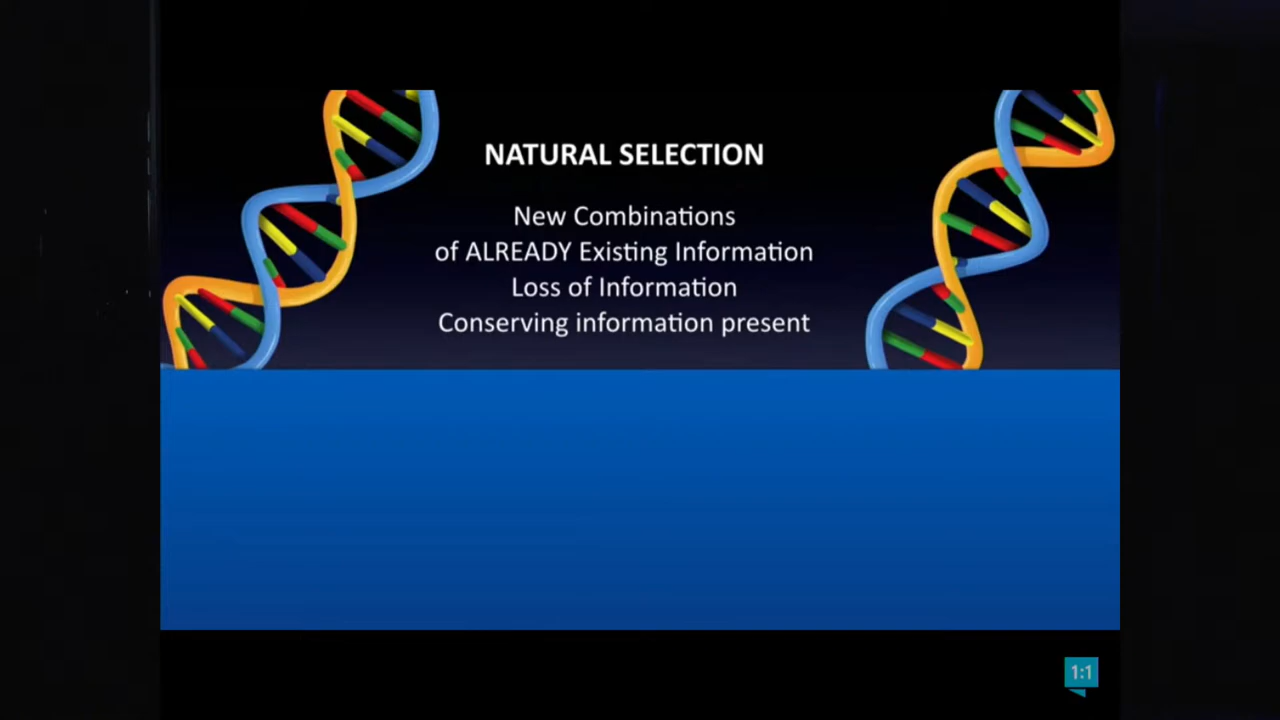 NATURAL SELECTION
New Combinations
of ALREADY Existing Information
Loss of Information
Conserving information present
1:1